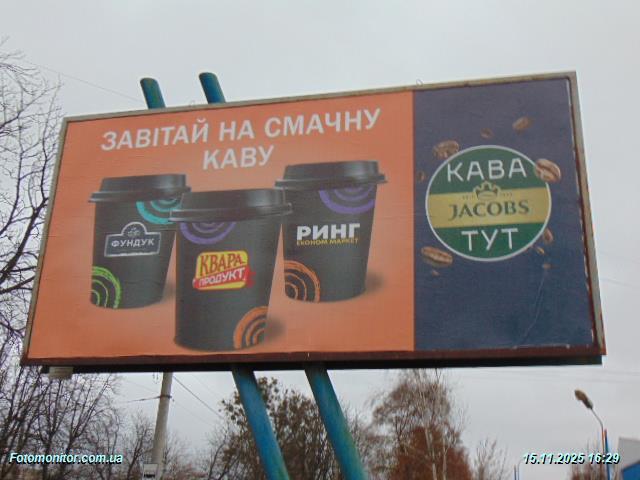 ЗАВІТАЙ НА СМАЧНУ
КАВУ
ФУНДУК
КВАРА
ПРОДУКТ
РИНГ
ЕКОНОМ МАРКЕТ
КАВА
JACOBS
ТУТ
Fotomonitor.com.ua
15.11.2025 16:29